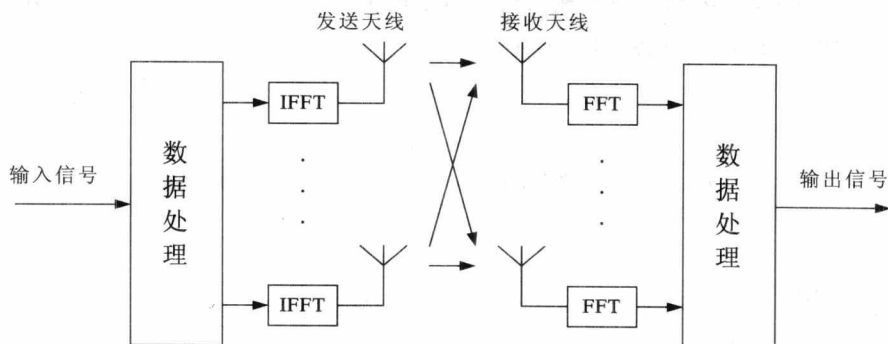 发送天线
接收天线
IFFT
FFT
数据处理
输入信号
数据处理
输出信号
IFFT
FFT